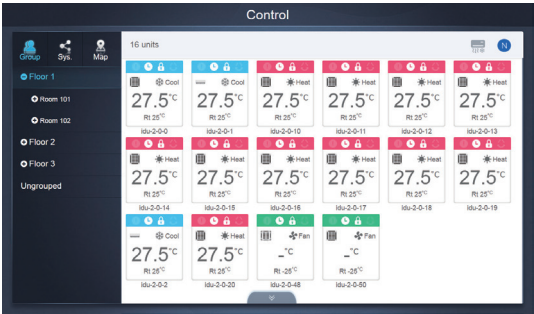 Control
Group Sys. Map
16 units
N
Floor 1
Room 101
Room 102
Floor 2
Floor 3
Ungrouped
Cool Cool Heat Heat Heat Heat
27.5°C 27.5°C 27.5°C 27.5°C 27.5°C 27.5°C
Rt 25°C Rt 25°C Rt 25°C Rt 25°C Rt 25°C Rt 25°C
idu-2-0-0 idu-2-0-1 idu-2-0-10 idu-2-0-11 idu-2-0-12 idu-2-0-13
Heat Heat Heat Heat Heat Heat
27.5°C 27.5°C 27.5°C 27.5°C 27.5°C 27.5°C
Rt 25°C Rt 25°C Rt 25°C Rt 25°C Rt 25°C Rt 25°C
idu-2-0-14 idu-2-0-15 idu-2-0-16 idu-2-0-17 idu-2-0-18 idu-2-0-19
Cool Heat Fan Fan
27.5°C 27.5°C _°C _°C
Rt 26°C Rt 25°C Rt -25°C Rt -25°C
idu-2-0-2 idu-2-0-20 idu-2-0-48 idu-2-0-50